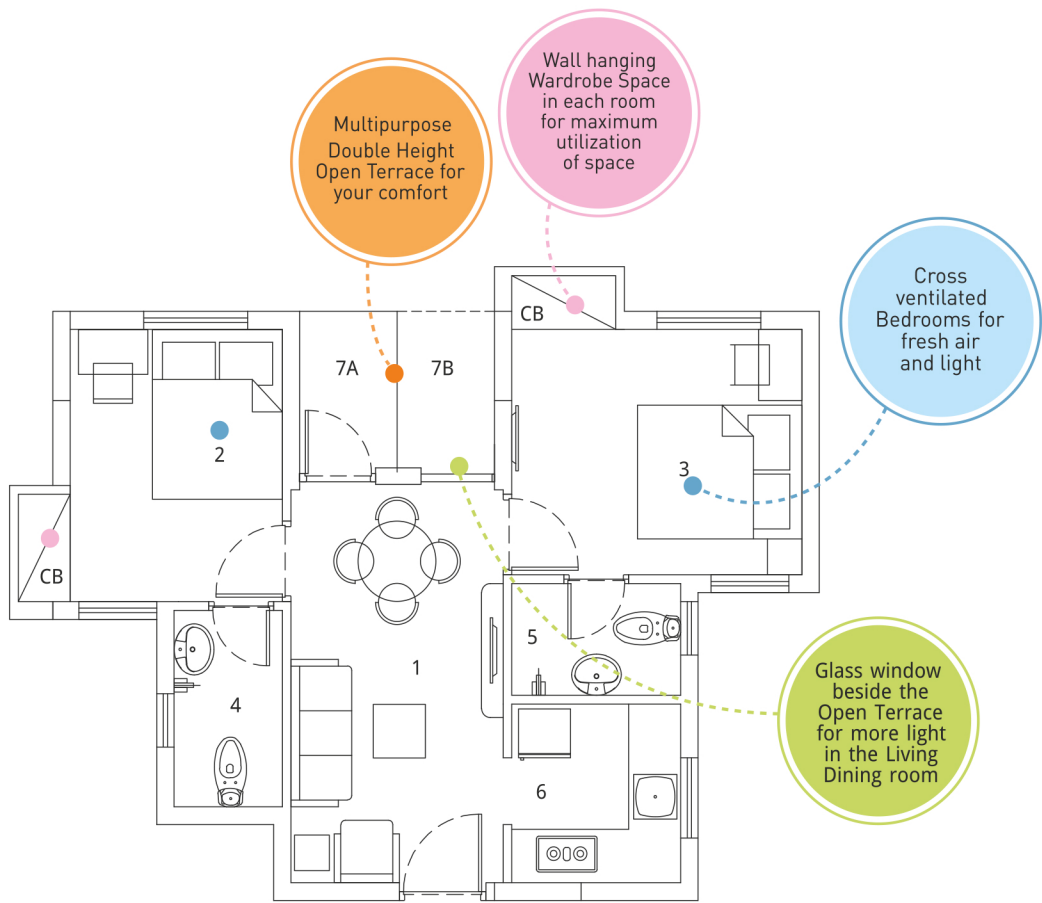 Wall hanging
Wardrobe Space
in each room
for maximum
utilization
of space
Multipurpose
Double Height
Open Terrace for
your comfort
Cross
ventilated
Bedrooms for
fresh air
and light
CB
7A
7B
2
3
CB
5
1
4
6
Glass window
beside the
Open Terrace
for more light
in the Living
Dining room